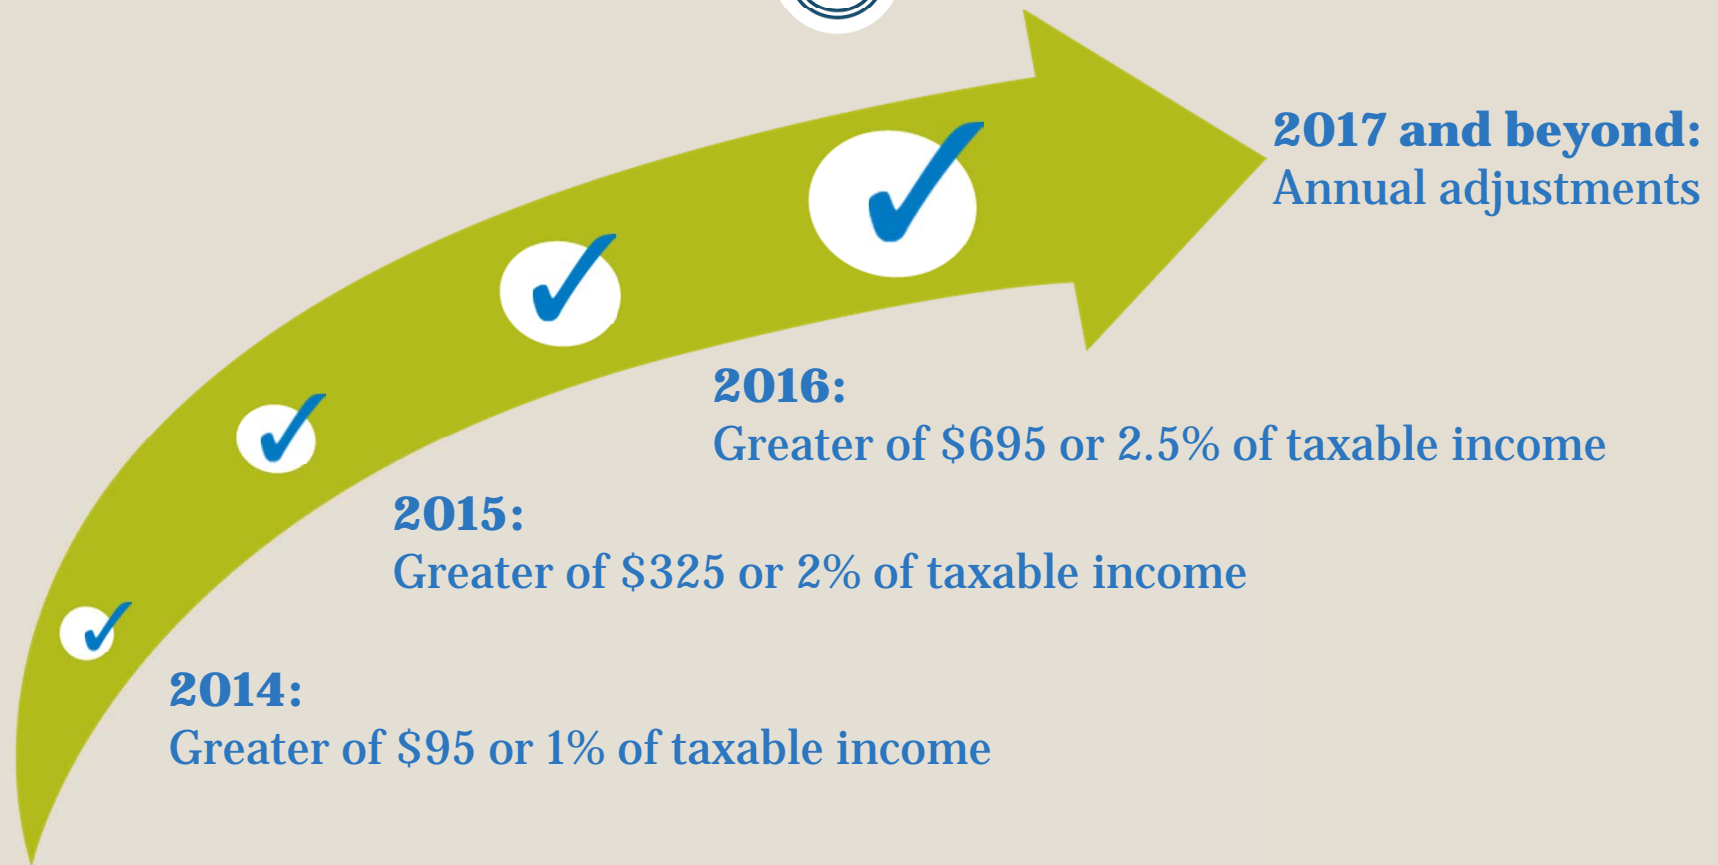 2017 and beyond:
Annual adjustments
2016:
Greater of $695 or 2.5% of taxable income
2015:
Greater of $325 or 2% of taxable income
2014:
Greater of $95 or 1% of taxable income